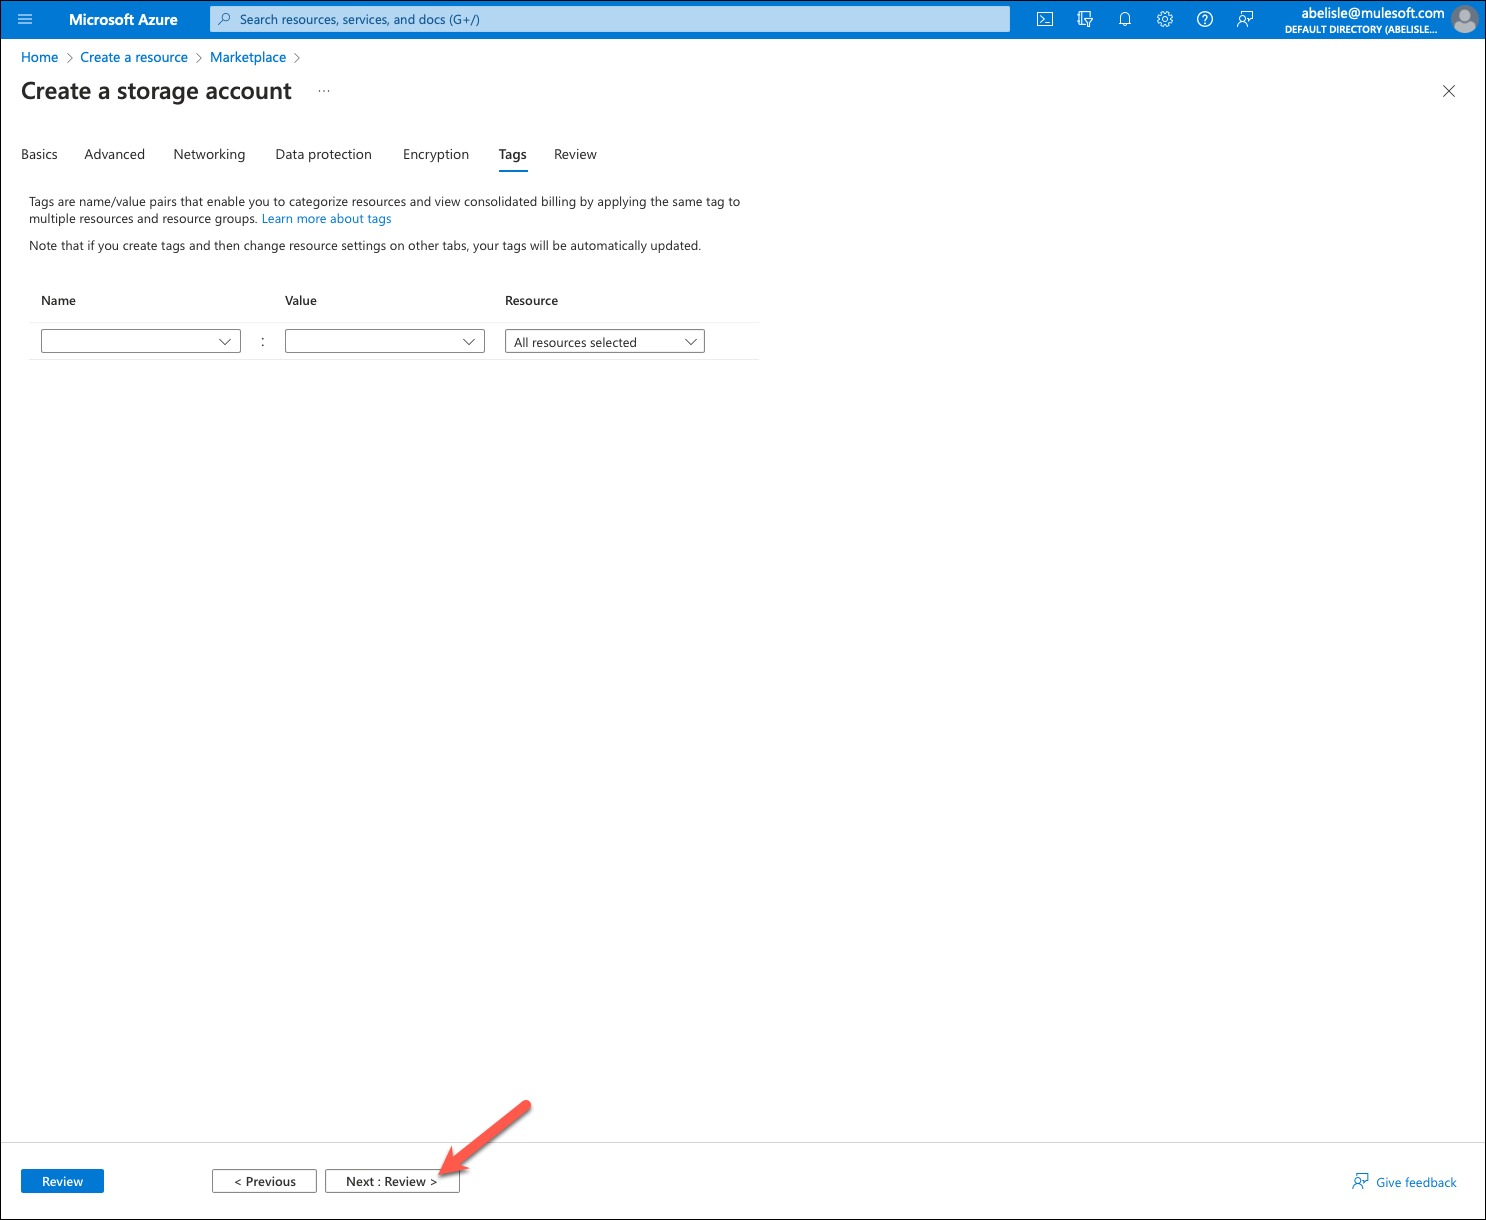 Microsoft Azure
Search resources, services, and docs (G+/)
abelisle@mulesoft.com
DEFAULT DIRECTORY (ABELISLE...
Home > Create a resource > Marketplace >
Create a storage account ...
Basics Advanced Networking Data protection Encryption Tags Review
Tags are name/value pairs that enable you to categorize resources and view consolidated billing by applying the same tag to
multiple resources and resource groups. Learn more about tags
Note that if you create tags and then change resource settings on other tabs, your tags will be automatically updated.
Name Value Resource
: All resources selected
Review < Previous Next : Review > Give feedback